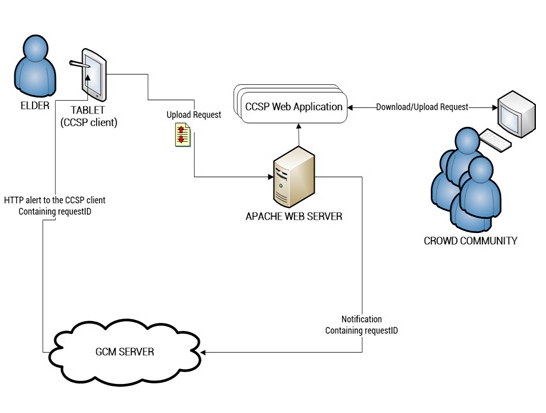 ELDER
TABLET
(CCSP client)
Upload Request
CCSP Web Application
Download/Upload Request
HTTP alert to the CCSP client
Containing requestID
APACHE WEB SERVER
CROWD COMMUNITY
Notification
Containing requestID
GCM SERVER